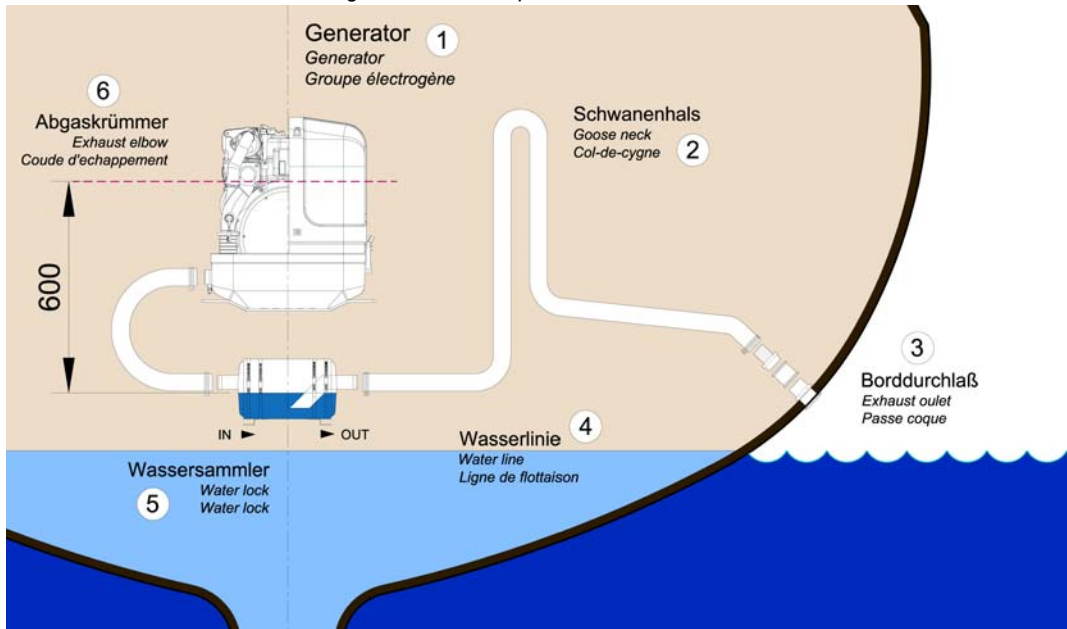 Generator
1
Generator
Groupe électrogène
6
Abgaskrümmer
Exhaust elbow
Coude d'echappement
Schwanenhals
Goose neck
Col-de-cygne
2
600
3
Borddurchlaß
Exhaust oulet
Passe coque
IN
OUT
Wasserlinie
4
Water line
Ligne de flottaison
Wassersammler
Water lock
5
Water lock